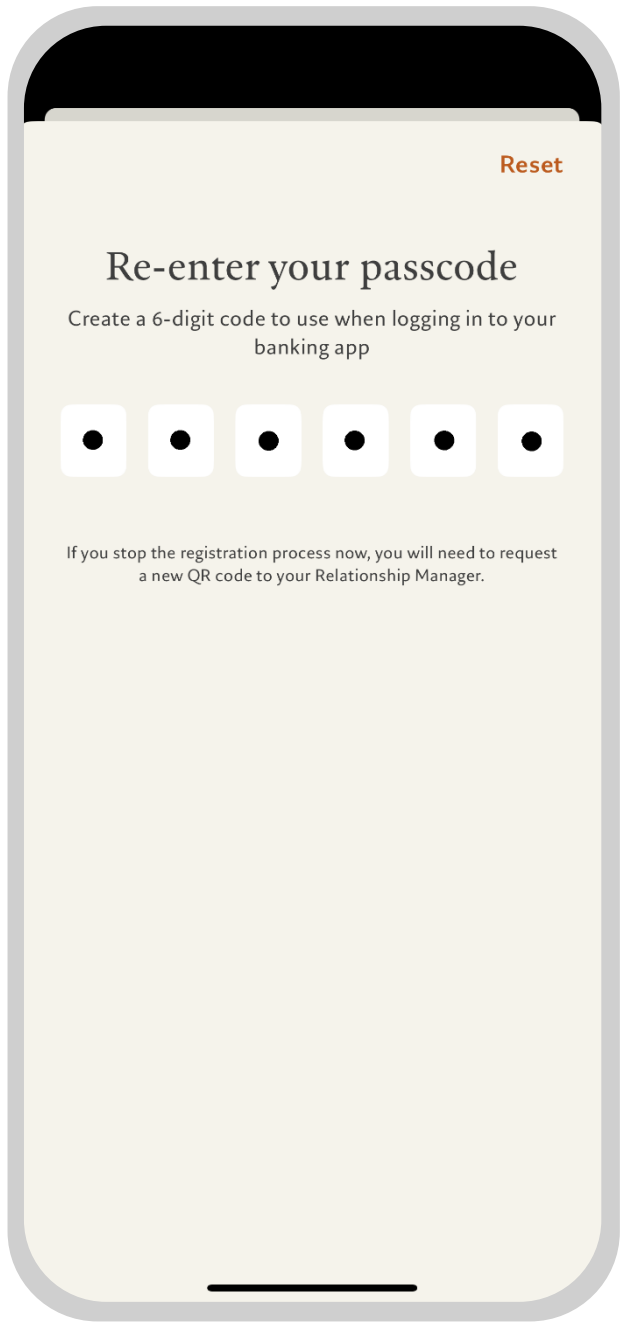 Reset
Re-enter your passcode
Create a 6-digit code to use when logging in to your
banking app
If you stop the registration process now, you will need to request
a new QR code to your Relationship Manager.